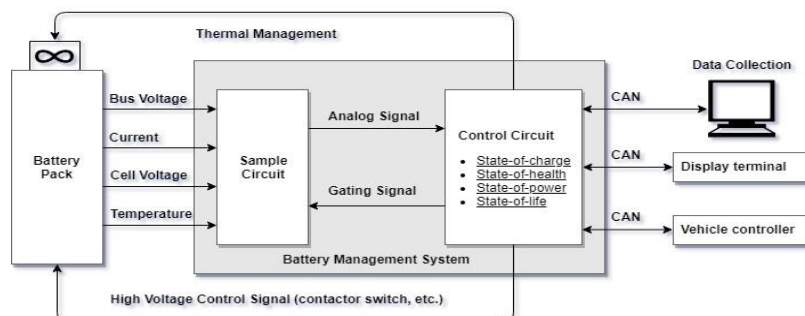 Thermal Management
Data Collection
Bus Voltage
CAN
Analog Signal
Current
Control Circuit
Battery
Pack
Sample
Circuit
• State-of-charge
• State-of-health
• State-of-power
• State-of-life
CAN
Display terminal
Cell Voltage
Gating Signal
Temperature
CAN
Vehicle controller
Battery Management System
High Voltage Control Signal (contactor switch, etc.)